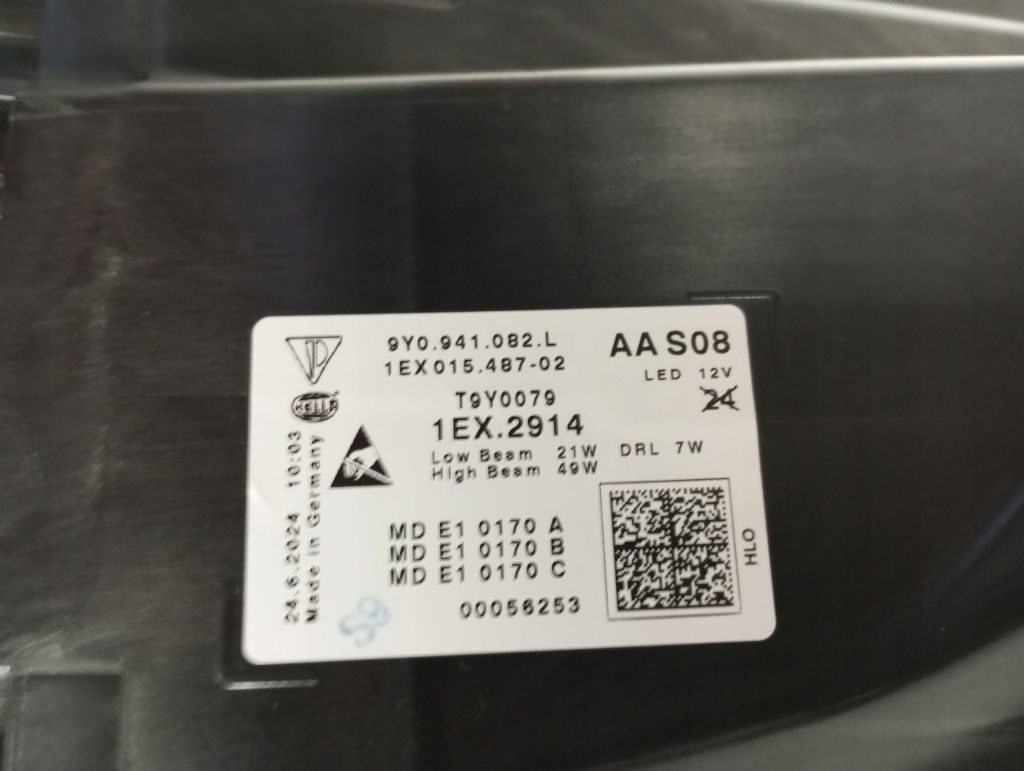 9Y0.941.082.L
1EX015.487-02
AA S08
LED 12V
24
HELLA
T9Y0079
1EX.2914
Low Beam 21W DRL 7W
High Beam 49W
24.6.2024 10:03
Made in Germany
MD E1 0170 A
MD E1 0170 B
MD E1 0170 C
00056253
HLO